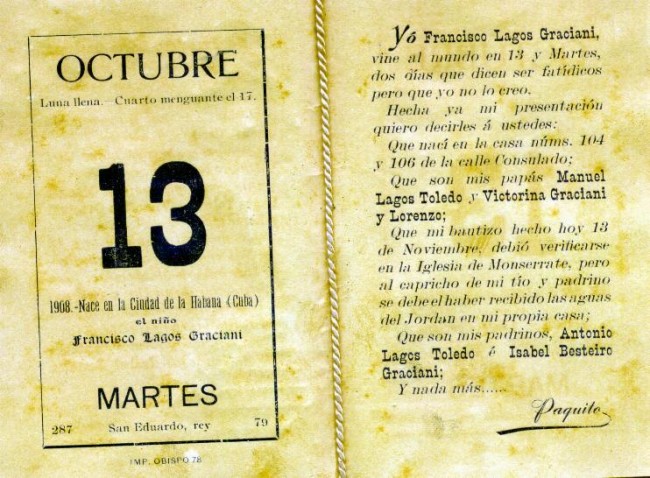 OCTUBRE
Luna llena.—Cuarto menguante el 17.
13
1908.-Nace en la Ciudad de la Habana (Cuba)
el niño
Francisco Lagos Graciani
MARTES
287 San Eduardo, rey 79
IMP. OBISPO 78
Yó Francisco Lagos Graciani,
vine al mundo en 13 y Martes,
dos dias que dicen ser fatídicos
pero que yo no lo creo.
Hecha ya mi presentación
quiero decirles á ustedes:
Que nací en la casa núms. 104
y 106 de la calle Consulado;
Que son mis papás Manuel
Lagos Toledo y Victorina Graciani
y Lorenzo;
Que mi bautizo hecho hoy 13
de Noviembre, debió verificarse
en la Iglesia de Monserrate, pero
al capricho de mi tío y padrino
se debe el haber recibido las aguas
del Jordan en mi propia casa;
Que son mis padrinos, Antonio
Lagos Toledo é Isabel Besteiro
Graciani;
Y nada más.....
Paquito